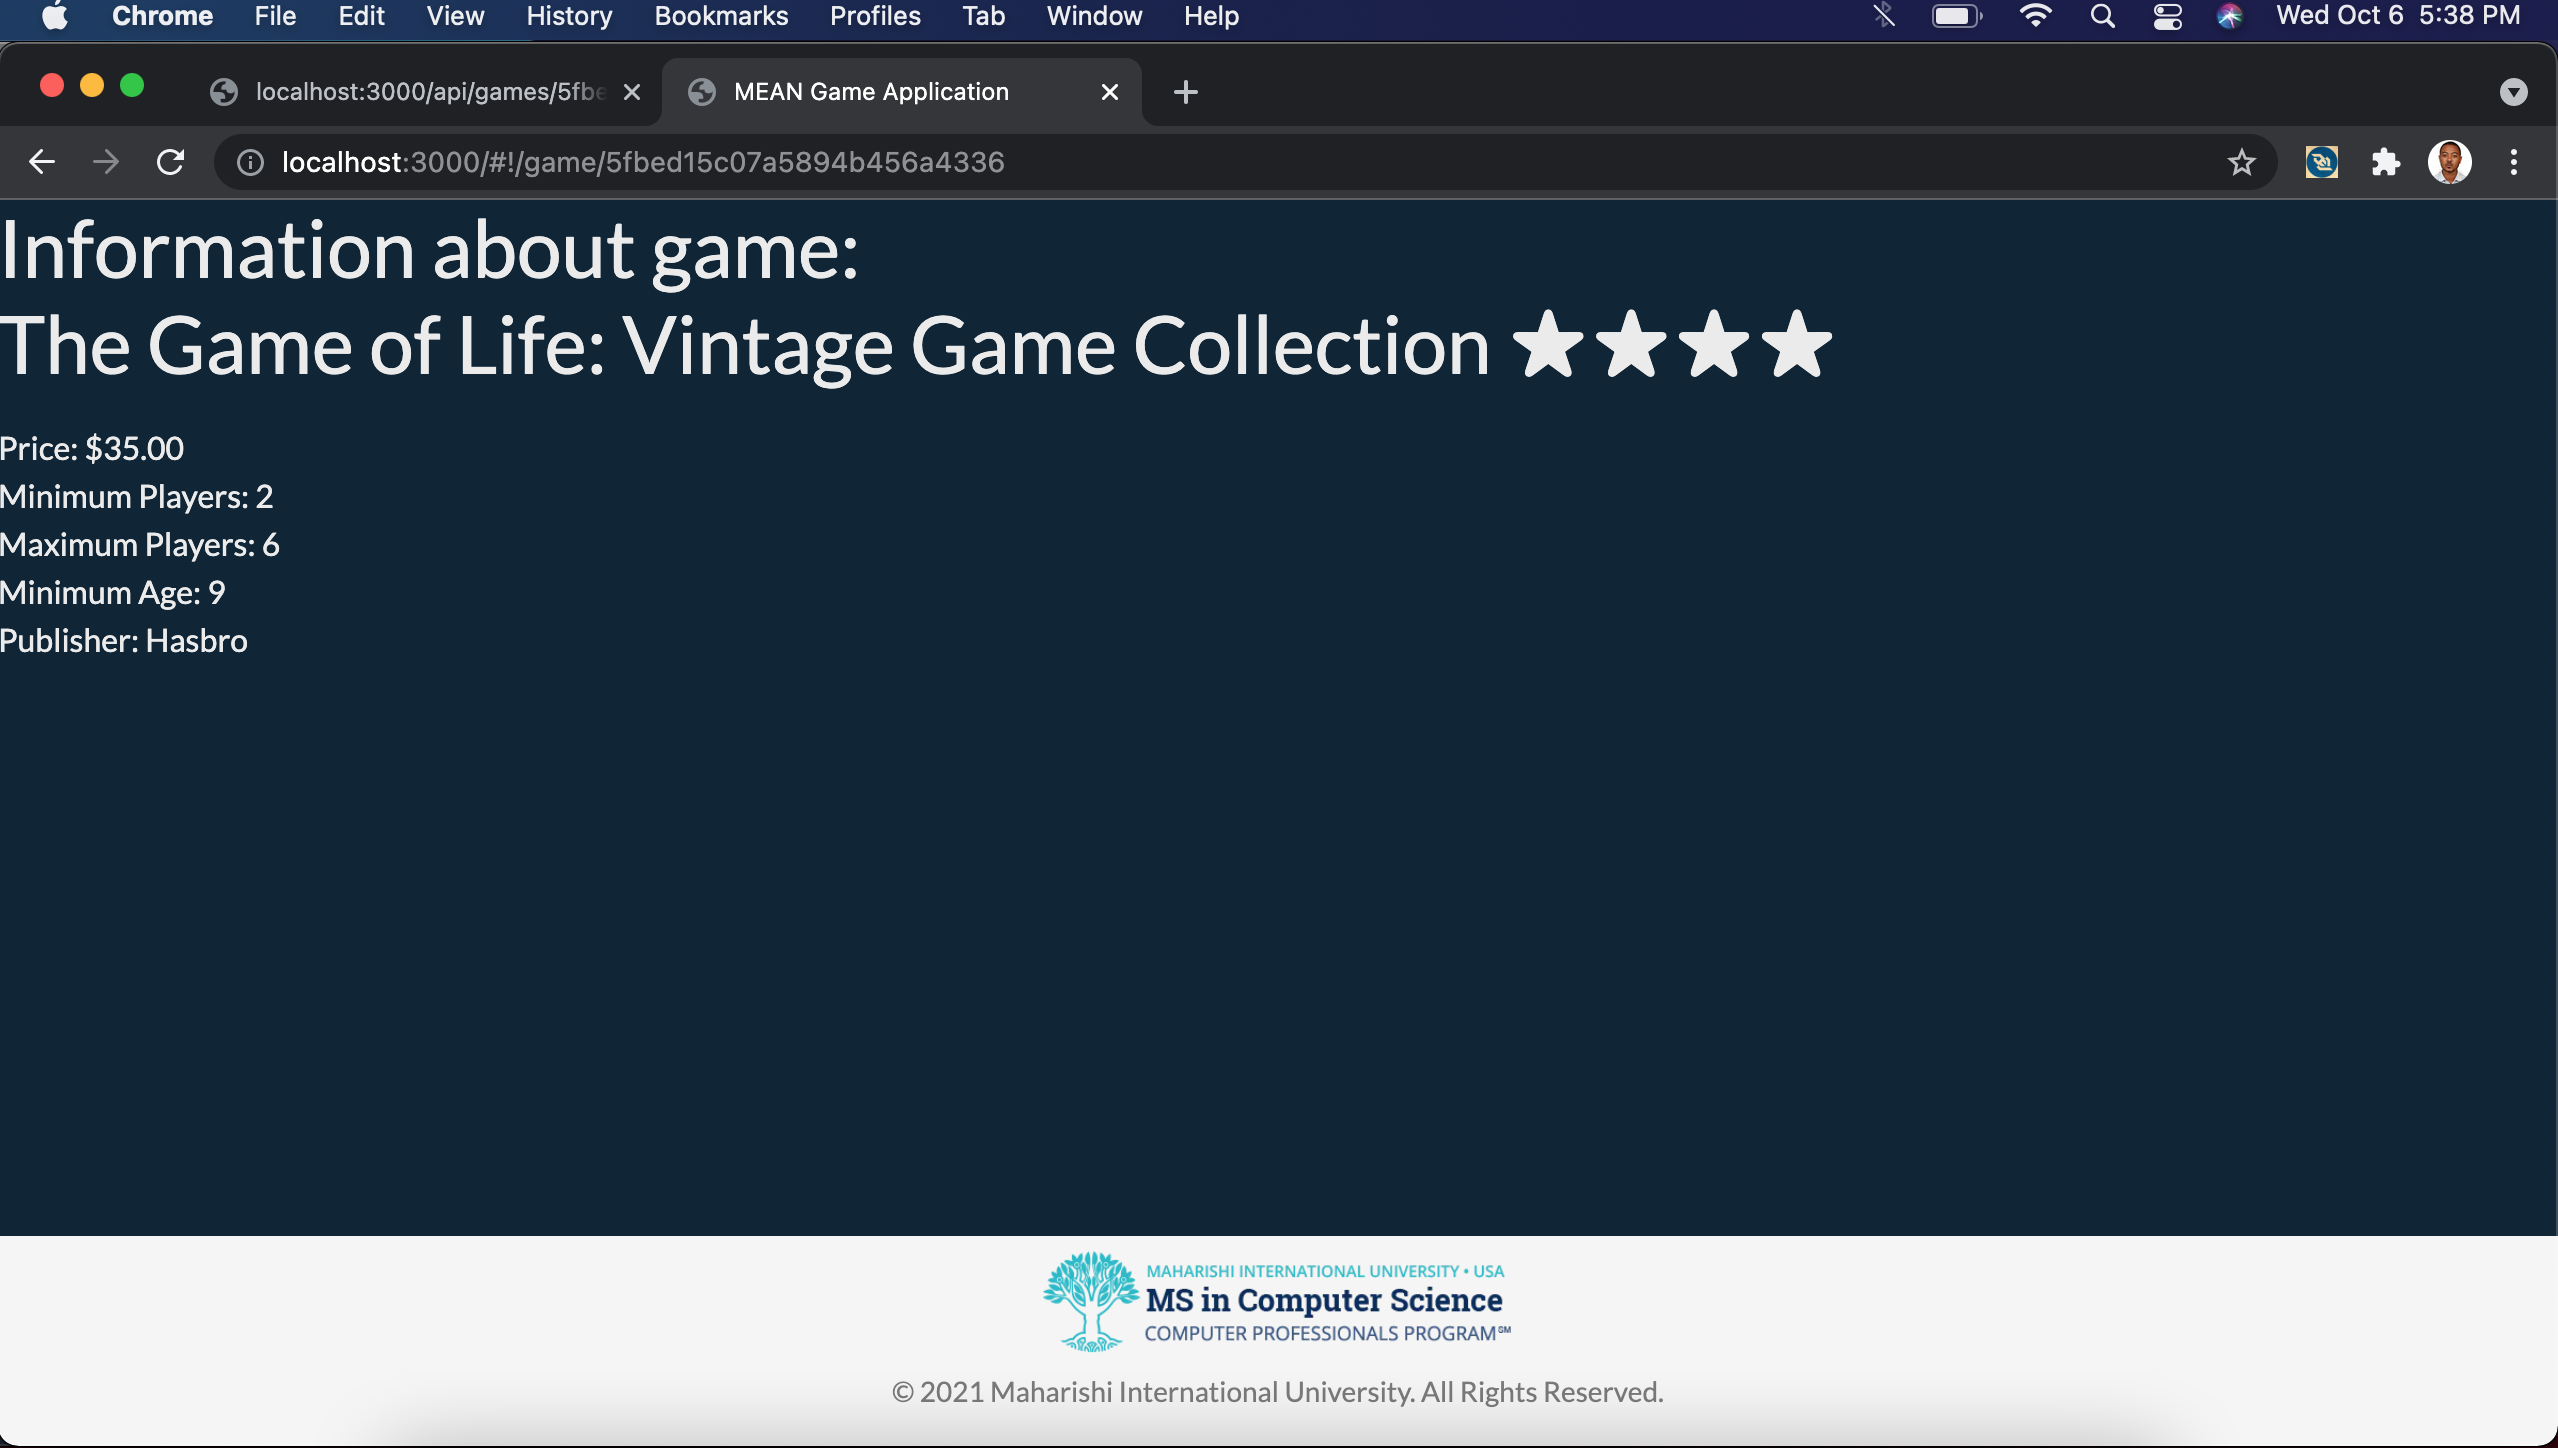 Chrome File Edit View History Bookmarks Profiles Tab Window Help Wed Oct 6 5:38 PM
localhost:3000/api/games/5fbe MEAN Game Application
localhost:3000/#!/game/5fbed15c07a5894b456a4336
Information about game:
The Game of Life: Vintage Game Collection ★★★★
Price: $35.00
Minimum Players: 2
Maximum Players: 6
Minimum Age: 9
Publisher: Hasbro
MAHARISHI INTERNATIONAL UNIVERSITY • USA
MS in Computer Science
COMPUTER PROFESSIONALS PROGRAM℠
© 2021 Maharishi International University. All Rights Reserved.